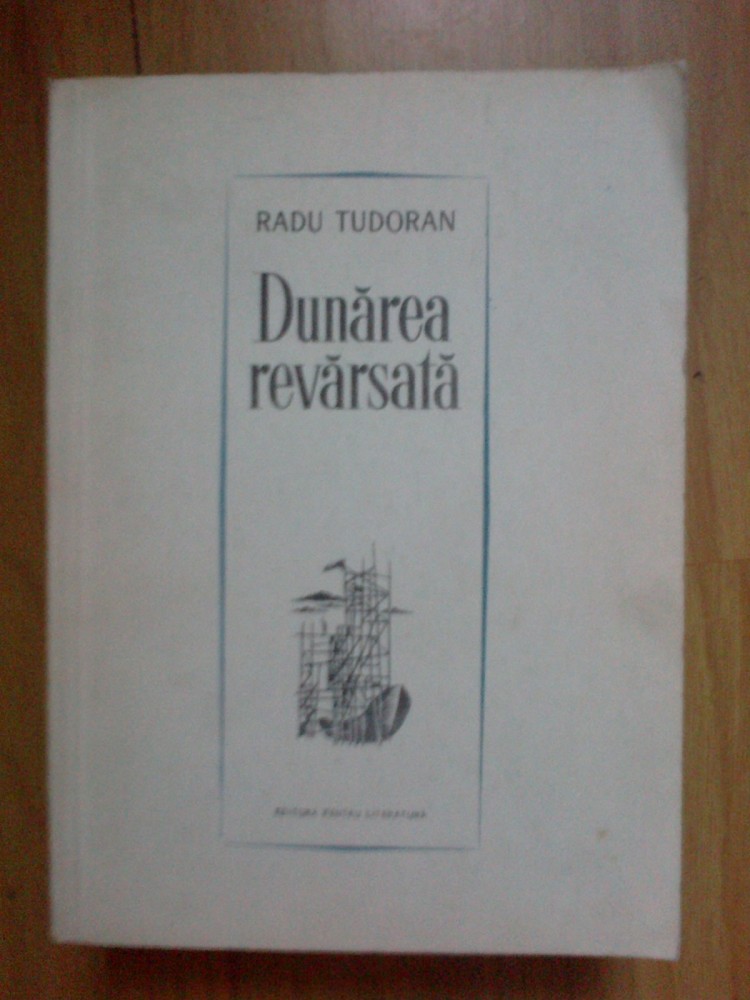 RADU TUDORAN
Dunărea
revărsată
EDITURA PENTRU LITERATURĂ